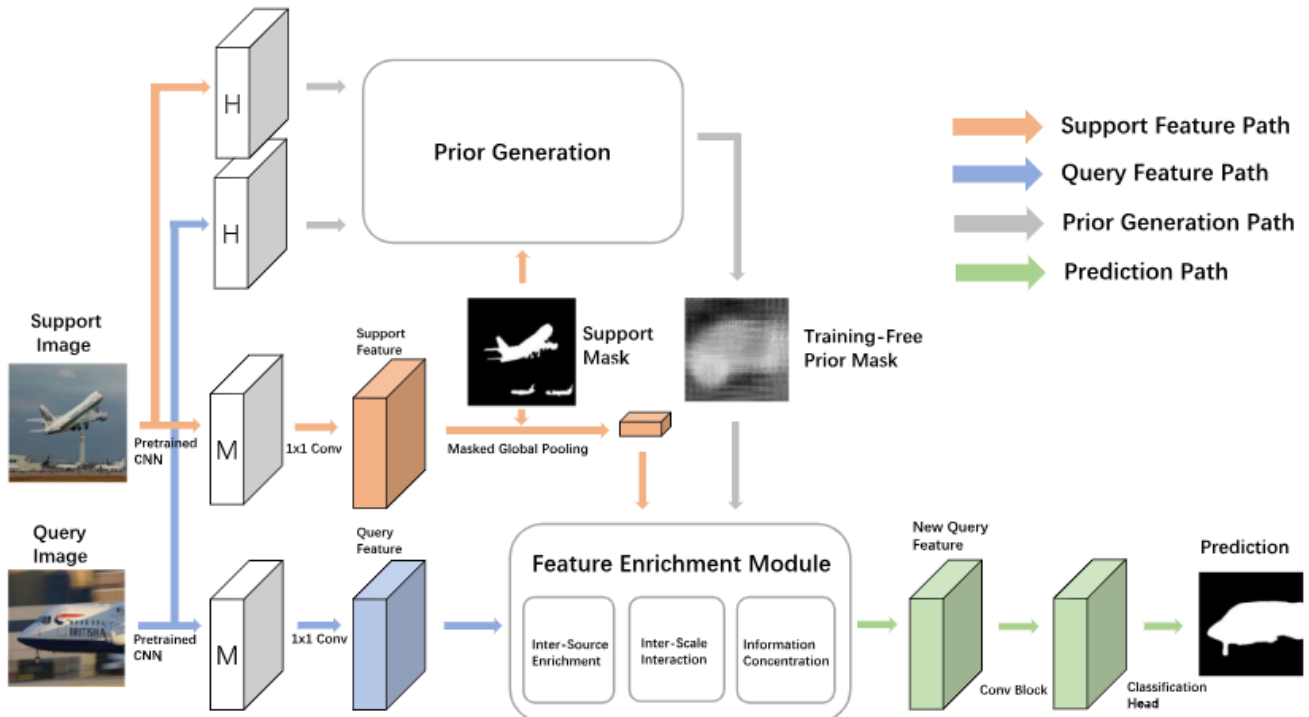 H
Prior Generation
H
Support Feature Path
Query Feature Path
Prior Generation Path
Prediction Path
Support
Image
Pretrained
CNN
M
1x1 Conv
Support
Feature
Support
Mask
Masked Global Pooling
Training-Free
Prior Mask
Query
Image
BRITISH
Pretrained
CNN
M
1x1 Conv
Query
Feature
Feature Enrichment Module
Inter-Source
Enrichment
Inter-Scale
Interaction
Information
Concentration
New Query
Feature
Conv Block
Classification
Head
Prediction